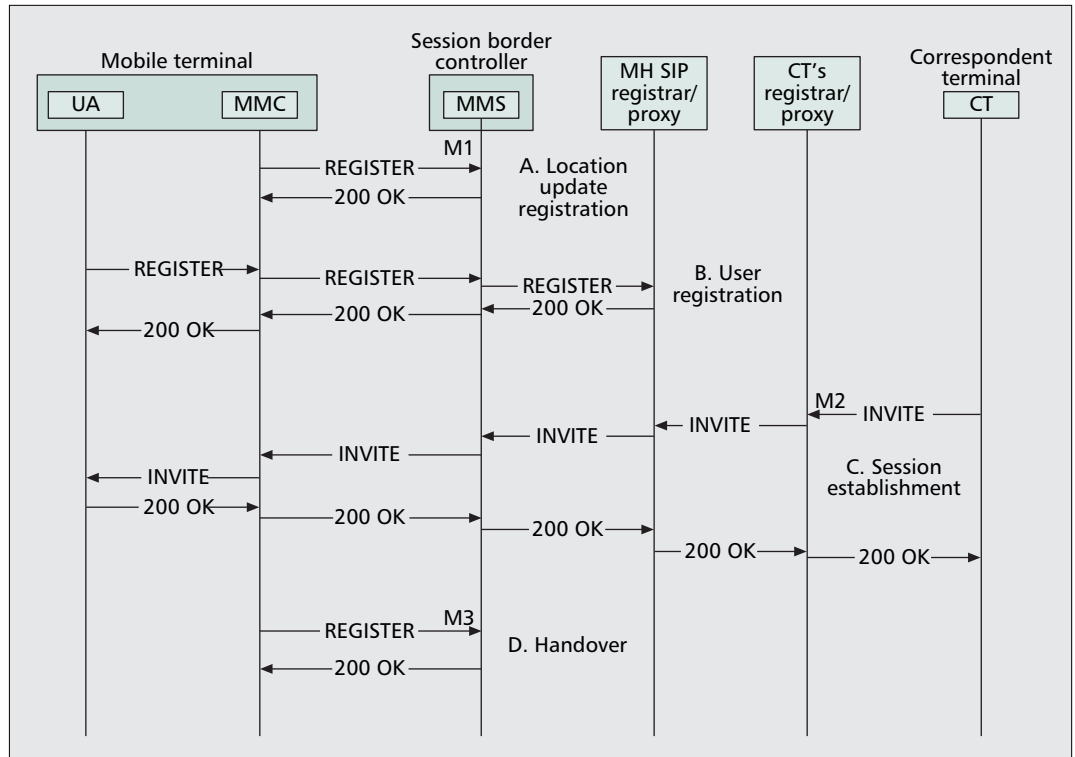 Mobile terminal
Session border
controller
Correspondent
terminal
UA
MMC
MMS
MH SIP
registrar/
proxy
CT's
registrar/
proxy
CT
M1
REGISTER
200 OK
A. Location
update
registration
REGISTER
REGISTER
REGISTER
200 OK
200 OK
200 OK
B. User
registration
M2
INVITE
INVITE
INVITE
INVITE
INVITE
C. Session
establishment
200 OK
200 OK
200 OK
200 OK
200 OK
M3
REGISTER
200 OK
D. Handover